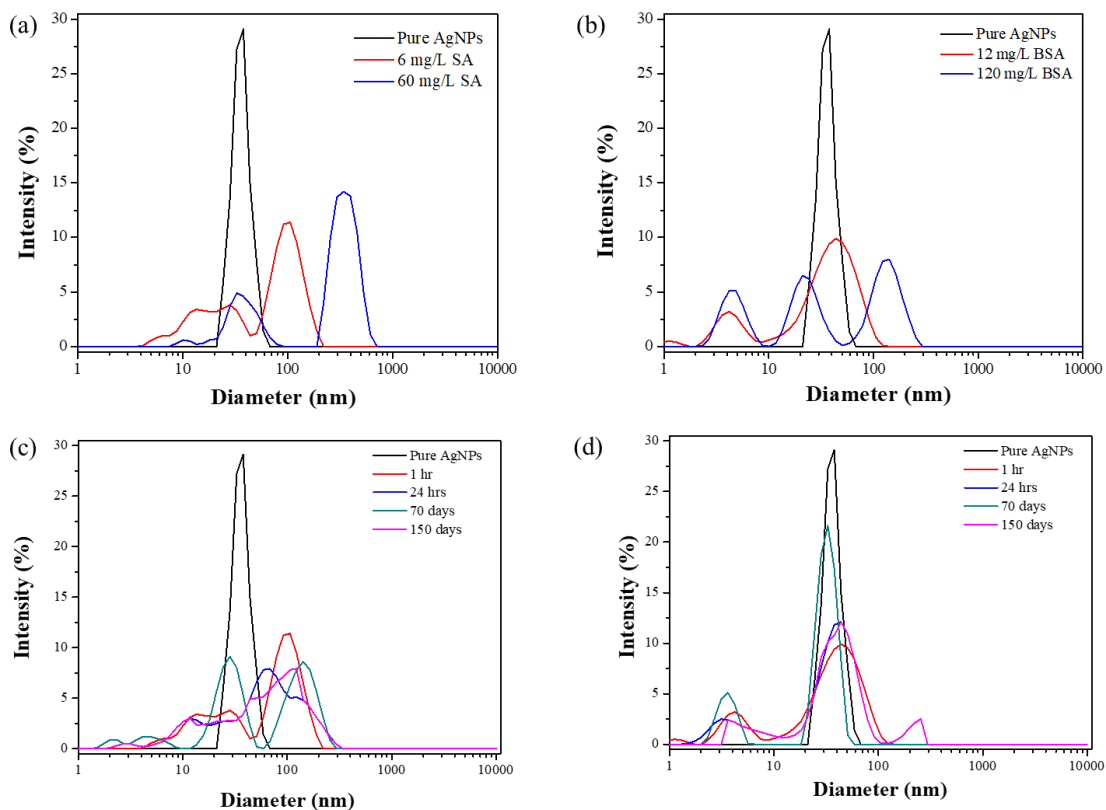 (a)
30
25
20
15
10
5
0
Intensity (%)
Pure AgNPs
6 mg/L SA
60 mg/L SA
1 10 100 1000 10000
Diameter (nm)
(b)
30
25
20
15
10
5
0
Intensity (%)
Pure AgNPs
12 mg/L BSA
120 mg/L BSA
1 10 100 1000 10000
Diameter (nm)
(c)
30
25
20
15
10
5
0
Intensity (%)
Pure AgNPs
1 hr
24 hrs
70 days
150 days
1 10 100 1000 10000
Diameter (nm)
(d)
30
25
20
15
10
5
0
Intensity (%)
Pure AgNPs
1 hr
24 hrs
70 days
150 days
1 10 100 1000 10000
Diameter (nm)